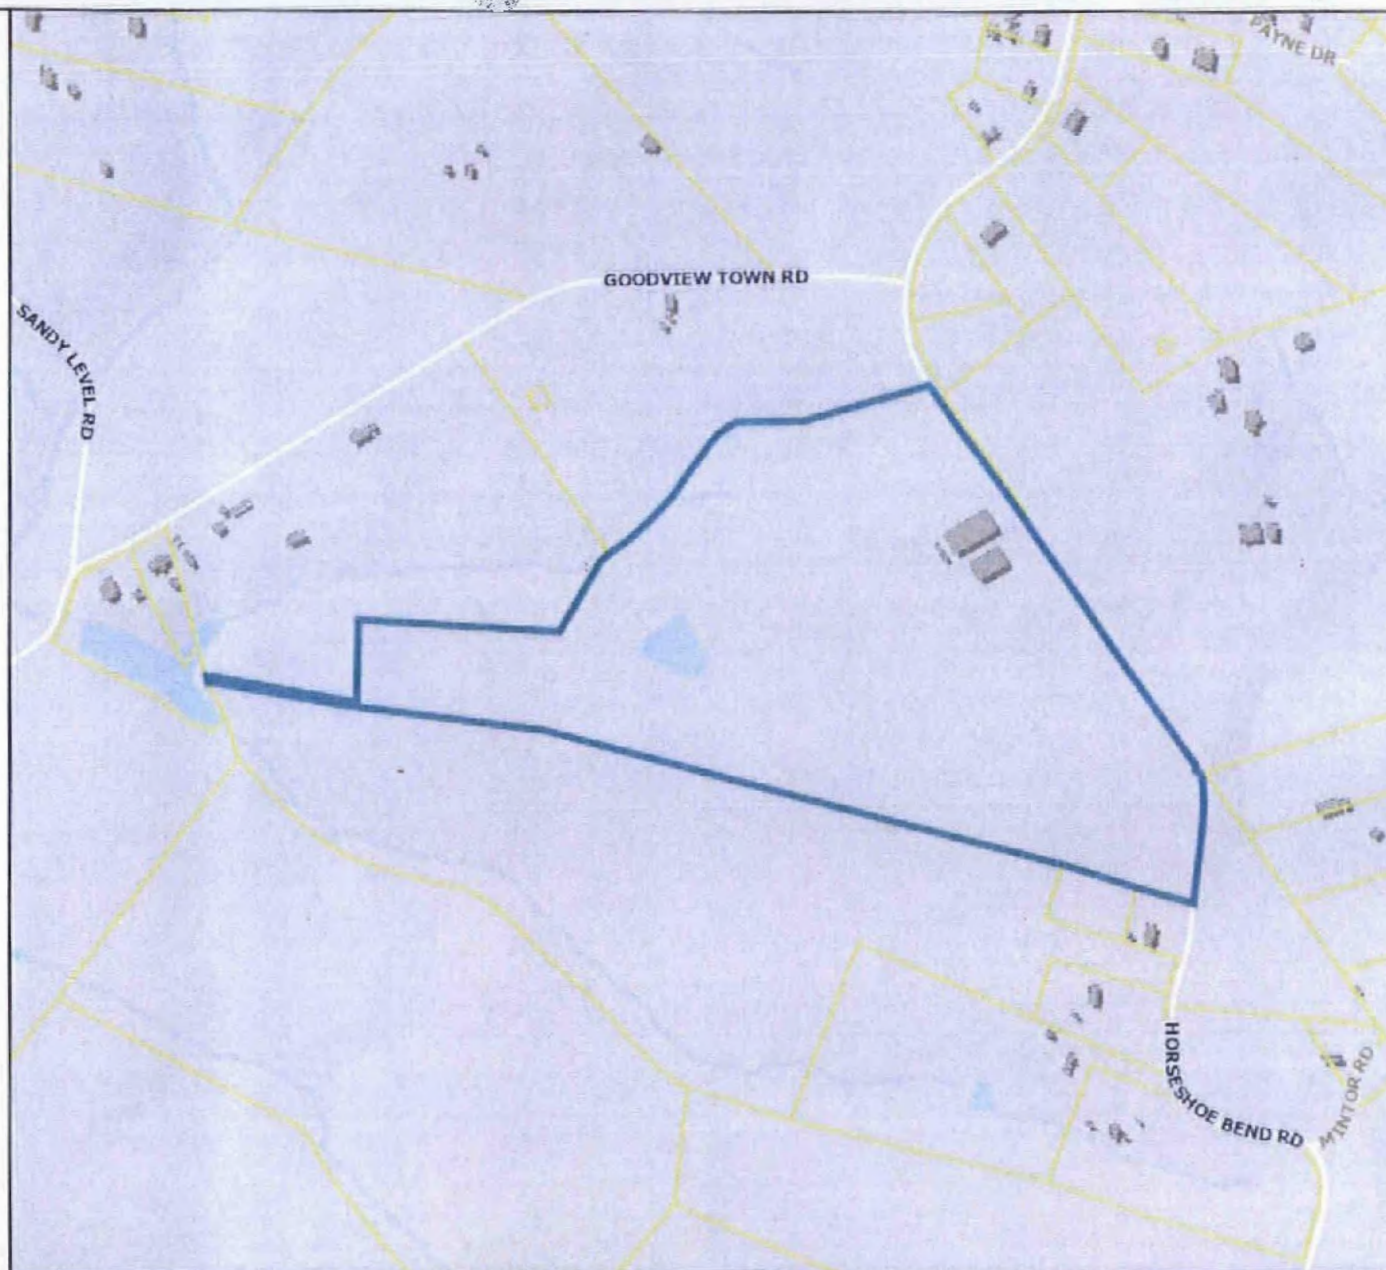 PAYNE DR
GOODVIEW TOWN RD
SANDY LEVEL RD
HORSESHOE BEND RD
MINTOR RD